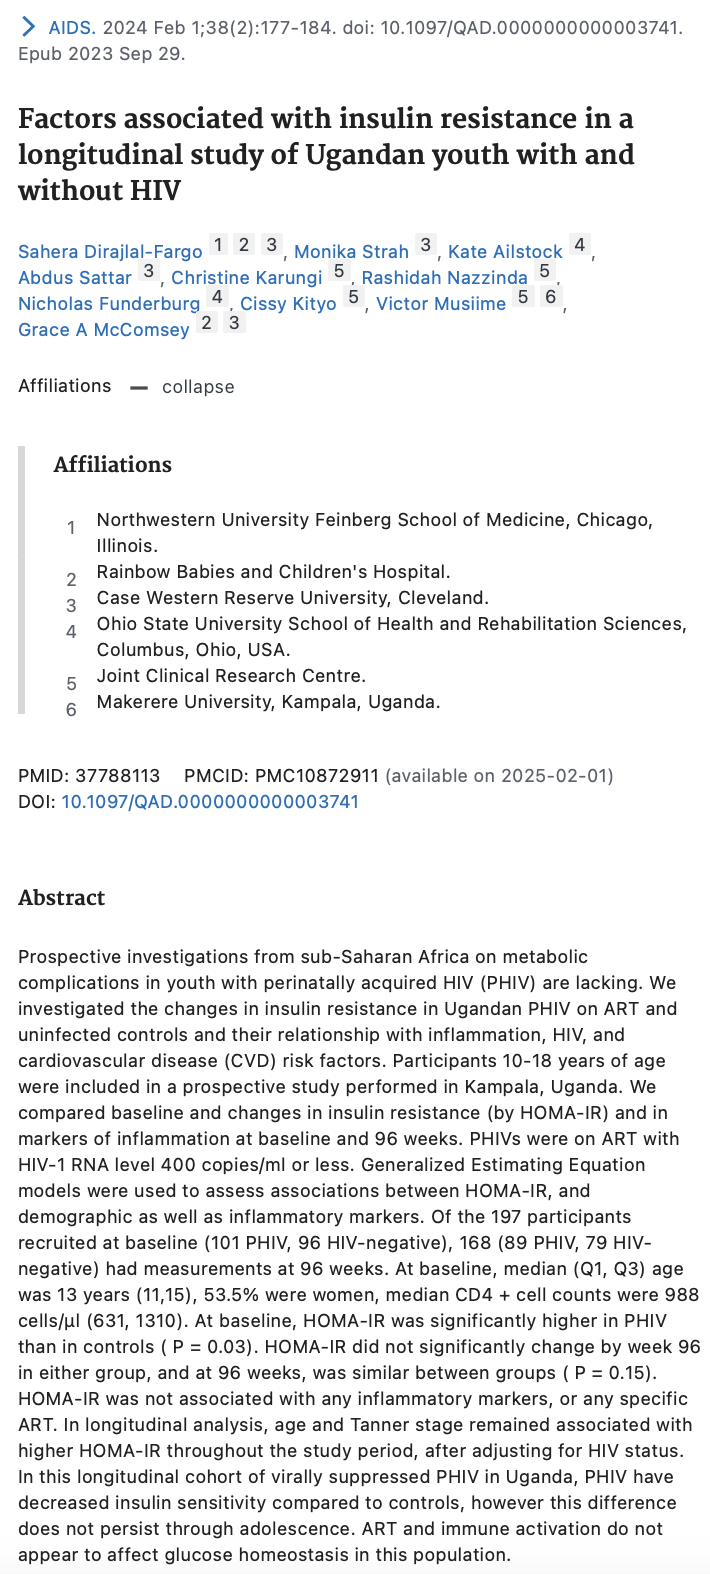 AIDS. 2024 Feb 1;38(2):177-184. doi: 10.1097/QAD.0000000000003741.
Epub 2023 Sep 29.
Factors associated with insulin resistance in a
longitudinal study of Ugandan youth with and
without HIV
Sahera Dirajlal-Fargo 1 2 3, Monika Strah 3, Kate Ailstock 4,
Abdus Sattar 3, Christine Karungi 5, Rashidah Nazzinda 5,
Nicholas Funderburg 4, Cissy Kityo 5, Victor Musiime 5 6,
Grace A McComsey 2 3
Affiliations — collapse
Affiliations
1 Northwestern University Feinberg School of Medicine, Chicago,
Illinois.
2 Rainbow Babies and Children's Hospital.
3 Case Western Reserve University, Cleveland.
4 Ohio State University School of Health and Rehabilitation Sciences,
Columbus, Ohio, USA.
5 Joint Clinical Research Centre.
6 Makerere University, Kampala, Uganda.
PMID: 37788113 PMCID: PMC10872911 (available on 2025-02-01)
DOI: 10.1097/QAD.0000000000003741
Abstract
Prospective investigations from sub-Saharan Africa on metabolic
complications in youth with perinatally acquired HIV (PHIV) are lacking. We
investigated the changes in insulin resistance in Ugandan PHIV on ART and
uninfected controls and their relationship with inflammation, HIV, and
cardiovascular disease (CVD) risk factors. Participants 10-18 years of age
were included in a prospective study performed in Kampala, Uganda. We
compared baseline and changes in insulin resistance (by HOMA-IR) and in
markers of inflammation at baseline and 96 weeks. PHIVs were on ART with
HIV-1 RNA level 400 copies/ml or less. Generalized Estimating Equation
models were used to assess associations between HOMA-IR, and
demographic as well as inflammatory markers. Of the 197 participants
recruited at baseline (101 PHIV, 96 HIV-negative), 168 (89 PHIV, 79 HIV-
negative) had measurements at 96 weeks. At baseline, median (Q1, Q3) age
was 13 years (11,15), 53.5% were women, median CD4 + cell counts were 988
cells/μl (631, 1310). At baseline, HOMA-IR was significantly higher in PHIV
than in controls ( P = 0.03). HOMA-IR did not significantly change by week 96
in either group, and at 96 weeks, was similar between groups ( P = 0.15).
HOMA-IR was not associated with any inflammatory markers, or any specific
ART. In longitudinal analysis, age and Tanner stage remained associated with
higher HOMA-IR throughout the study period, after adjusting for HIV status.
In this longitudinal cohort of virally suppressed PHIV in Uganda, PHIV have
decreased insulin sensitivity compared to controls, however this difference
does not persist through adolescence. ART and immune activation do not
appear to affect glucose homeostasis in this population.